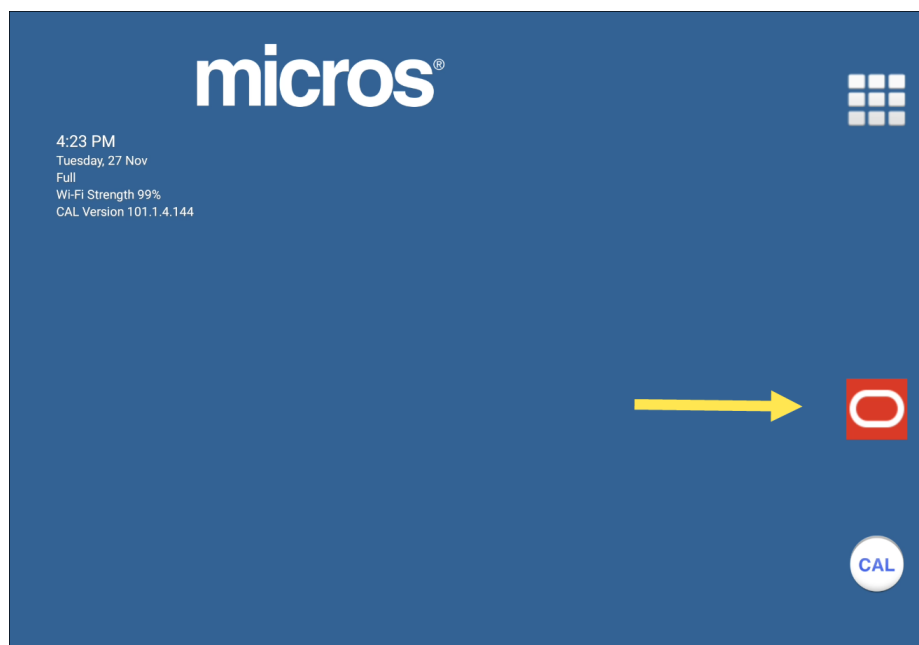 micros®
4:23 PM
Tuesday, 27 Nov
Full
Wi-Fi Strength 99%
CAL Version 101.1.4.144
CAL